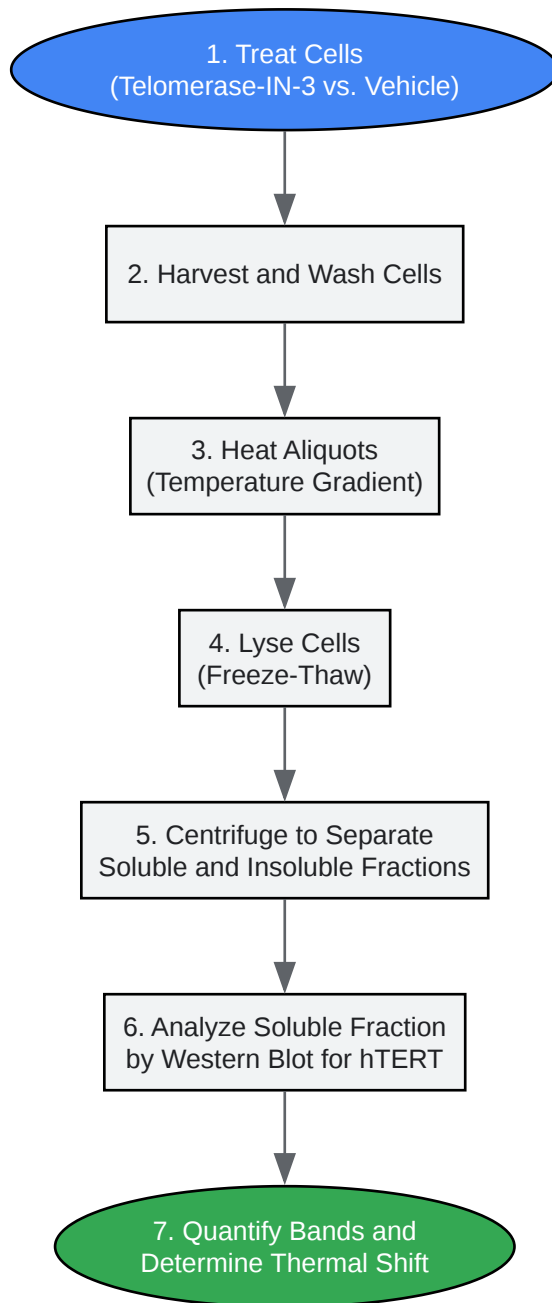 1. Treat Cells
(Telomerase-IN-3 vs. Vehicle)
2. Harvest and Wash Cells
3. Heat Aliquots
(Temperature Gradient)
4. Lyse Cells
(Freeze-Thaw)
5. Centrifuge to Separate
Soluble and Insoluble Fractions
6. Analyze Soluble Fraction
by Western Blot for hTERT
7. Quantify Bands and
Determine Thermal Shift